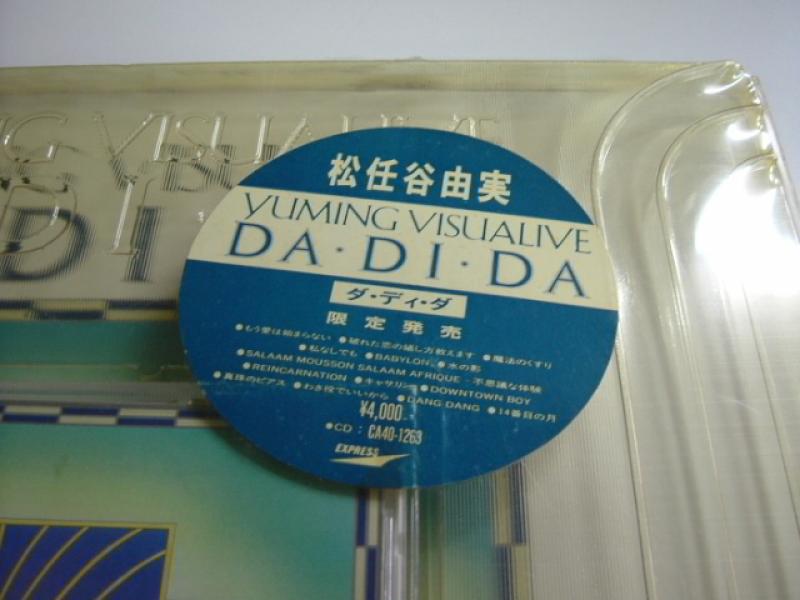 NG VISUALIVE
DI
松任谷由実
YUMING VISUALIVE
DA・DI・DA
ダ・ディ・ダ
限定発売
●もう愛は始まらない ●破れた恋の繕し方教えます ●魔法のくすり
●私なしでも ●BABYLON ●水の影
●SALAAM MOUSSON SALAAM AFRIQUE ‐不思議な体験
●REINCARNATION ●キャサリン ●DOWNTOWN BOY
●真珠のピアス ●わき役でいいから ●DANG DANG ●14番目の月
¥4,000
●CD : CA40-1263
EXPRESS